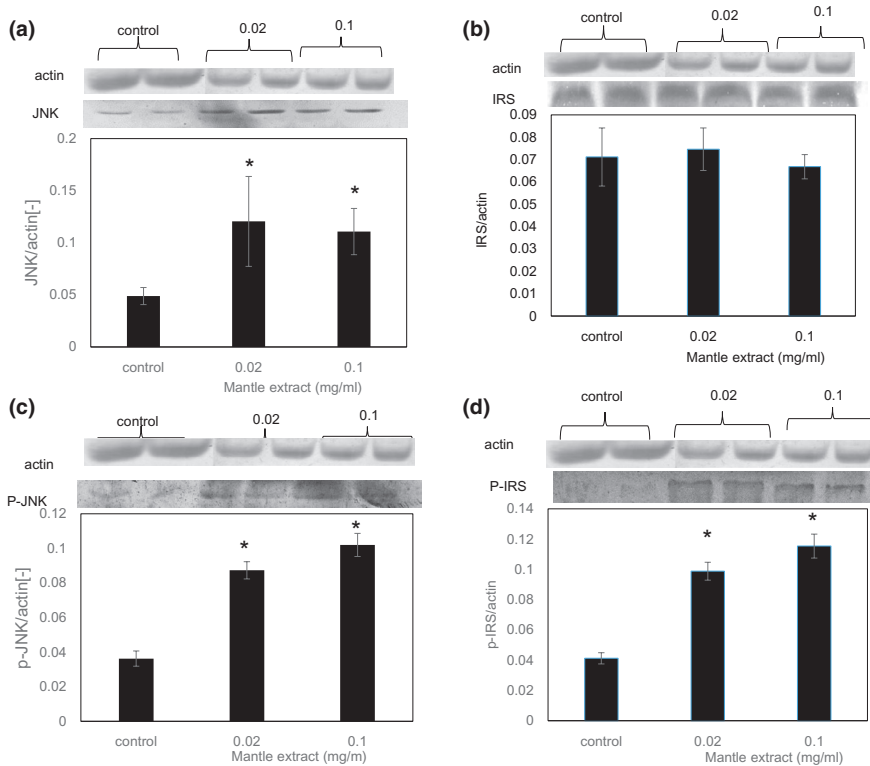 (a)
control 0.02 0.1
actin
JNK
0.2
0.15
0.1
0.05
0
JNK/actin[-]
* *
control 0.02 0.1
Mantle extract (mg/ml)
(b)
control 0.02 0.1
actin
IRS
0.09
0.08
0.07
0.06
0.05
0.04
0.03
0.02
0.01
0
IRS/actin
control 0.02 0.1
Mantle extract (mg/ml)
(c)
control 0.02 0.1
actin
P-JNK
0.12
0.1
0.08
0.06
0.04
0.02
0
p-JNK/actin[-]
* *
control 0.02 0.1
Mantle extract (mg/m)
(d)
control 0.02 0.1
actin
P-IRS
0.14
0.12
0.1
0.08
0.06
0.04
0.02
0
p-IRS/actin
* *
control 0.02 0.1
Mantle extract (mg/ml)